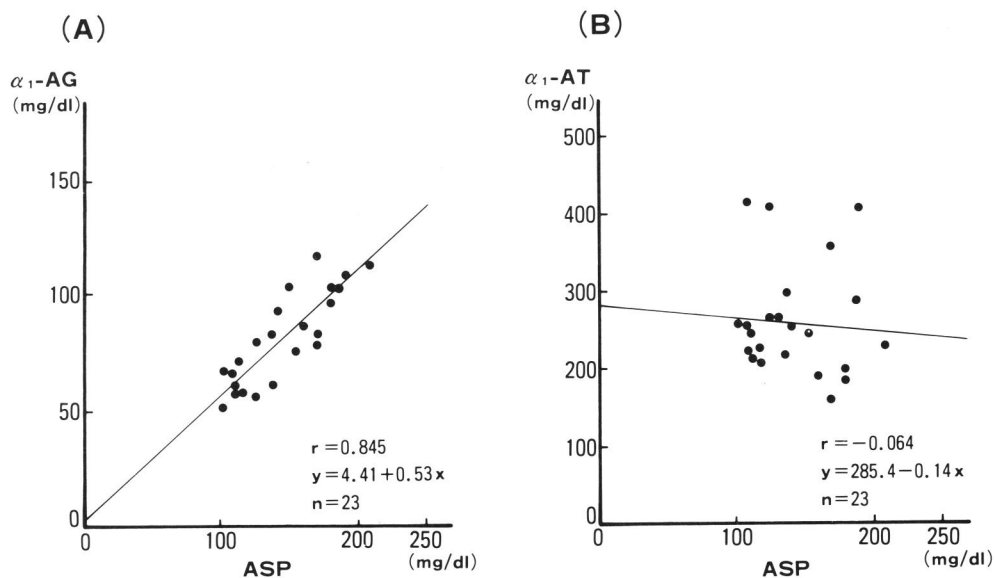 (A)
α₁-AG
(mg/dl)
150
100
50
0
0
100
200
250
(mg/dl)
ASP
r=0.845
y=4.41+0.53x
n=23
(B)
α₁-AT
(mg/dl)
500
400
300
200
100
0
0
100
200
250
(mg/dl)
ASP
r=−0.064
y=285.4−0.14x
n=23